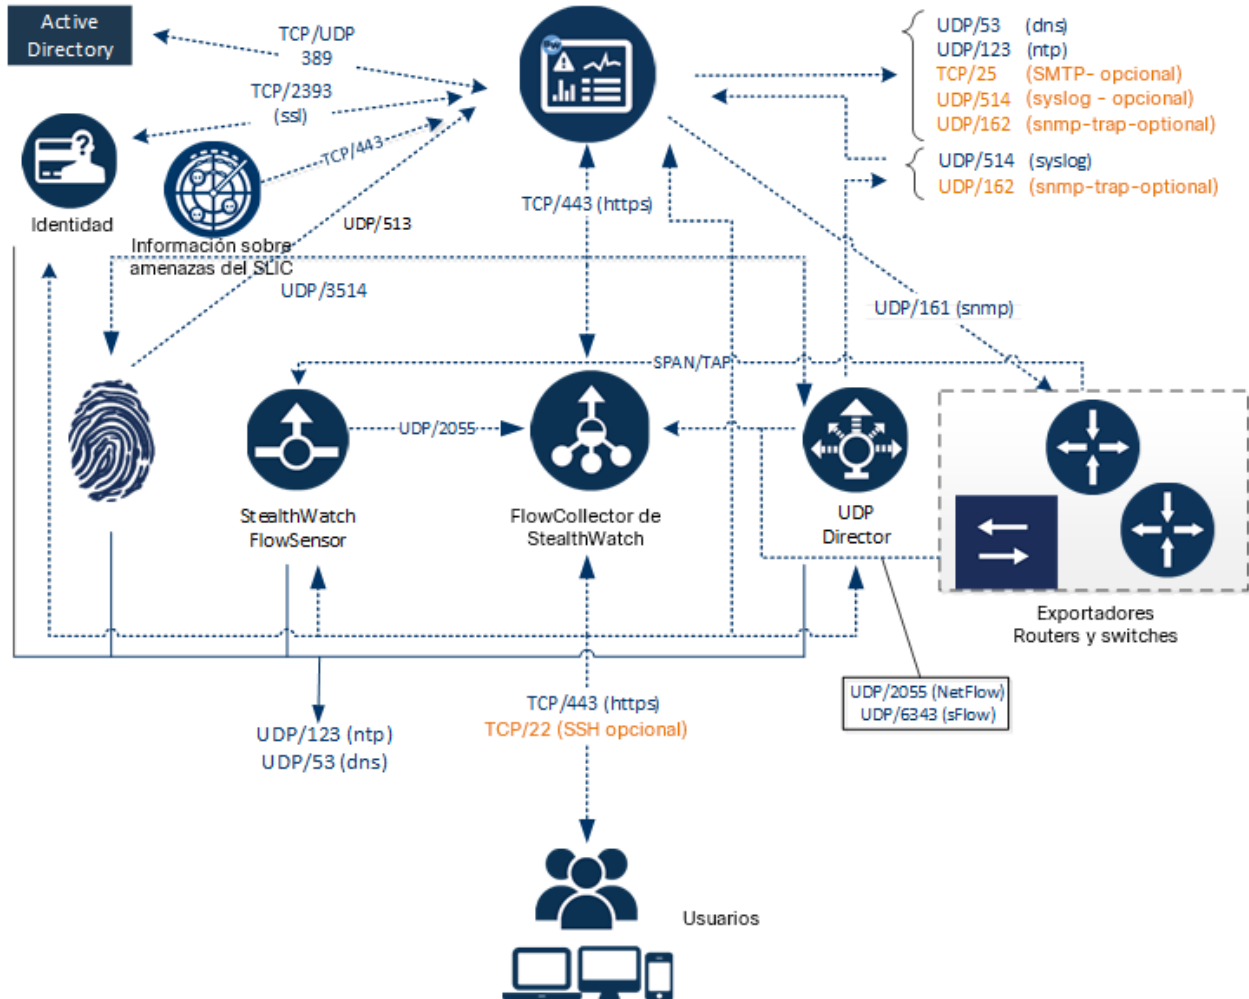 Active
Directory
TCP/UDP
389
TCP/2393
(ssl)
TCP/443
Identidad
Información sobre
amenazas del SLIC
UDP/513
UDP/3514
TCP/443 (https)
UDP/53 (dns)
UDP/123 (ntp)
TCP/25 (SMTP- opcional)
UDP/514 (syslog - opcional)
UDP/162 (snmp-trap-optional)
UDP/514 (syslog)
UDP/162 (snmp-trap-optional)
UDP/161 (snmp)
SPAN/TAP
UDP/2055
StealthWatch
FlowSensor
FlowCollector de
StealthWatch
UDP
Director
Exportadores
Routers y switches
UDP/2055 (NetFlow)
UDP/6343 (sFlow)
UDP/123 (ntp)
UDP/53 (dns)
TCP/443 (https)
TCP/22 (SSH opcional)
Usuarios